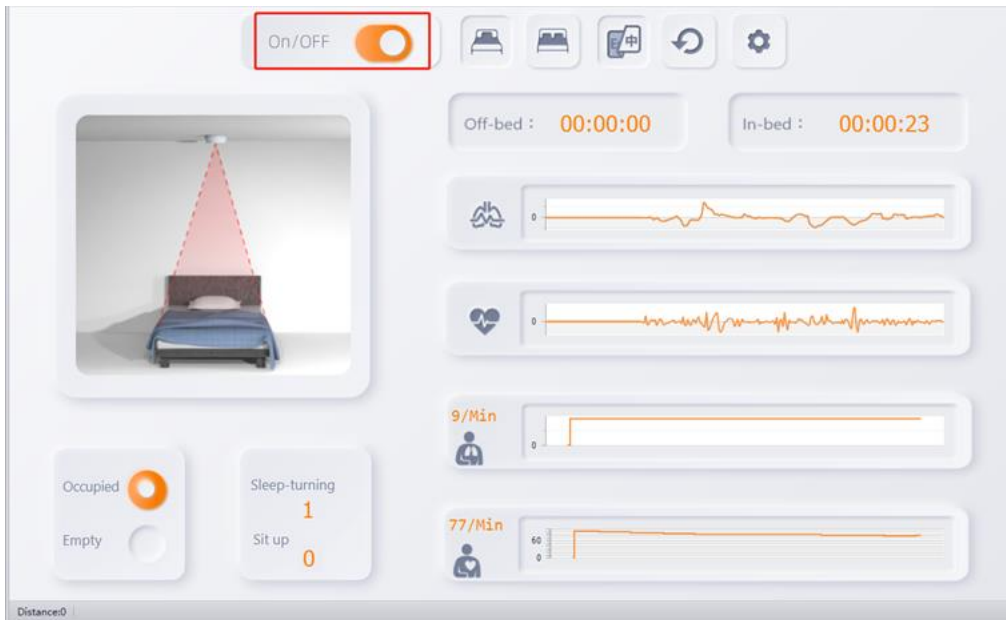 On/OFF
E 中
Off-bed： 00:00:00
In-bed： 00:00:23
0
0
9/Min
0
Occupied
Empty
Sleep-turning
1
Sit up
0
77/Min
60
0
Distance:0